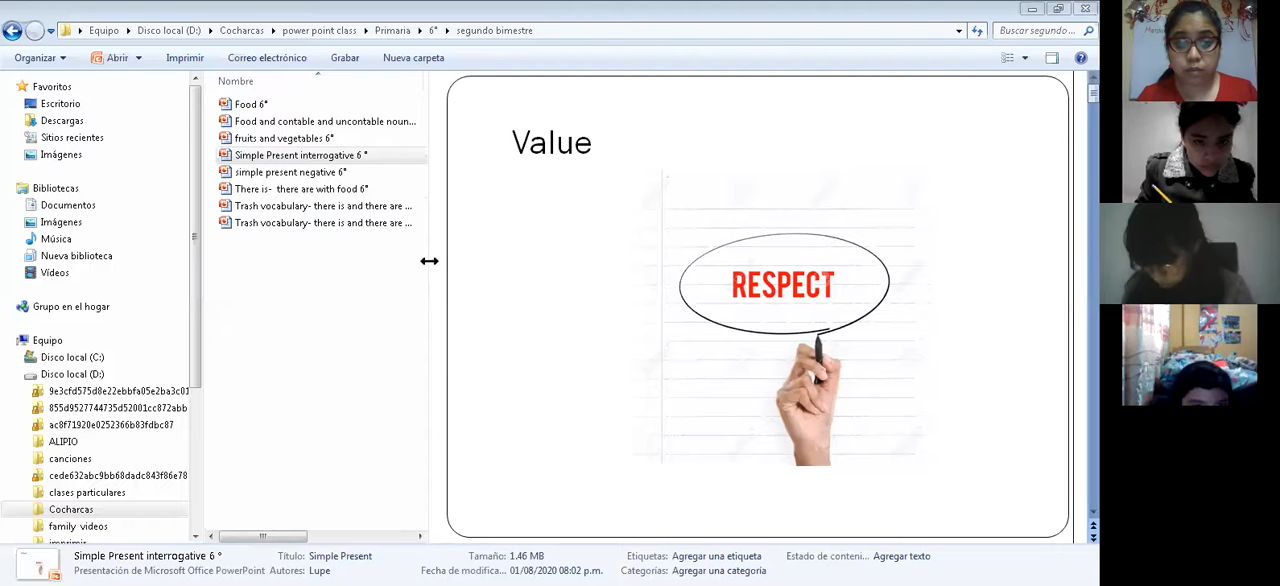 Equipo
Disco local (D:)
Cocharcas
power point class
Primaria
6°
segundo bimestre
Buscar segundo ...
Organizar
Abrir
Imprimir
Correo electrónico
Grabar
Nueva carpeta
Favoritos
Escritorio
Descargas
Sitios recientes
Imágenes
Bibliotecas
Documentos
Imágenes
Música
Nueva biblioteca
Vídeos
Grupo en el hogar
Equipo
Disco local (C:)
Disco local (D:)
9e3cfd575d8e22ebbfa05e2ba3c01
855d9527744735d52001cc872abb
ac8f71920e0252366b83fdbc87
ALIPIO
canciones
cede632abc9bb68dadc843f86e78
clases particulares
Cocharcas
family videos
imprimir
Nombre
Food 6°
Food and contable and uncontable noun...
fruits and vegetables 6°
Simple Present interrogative 6 °
simple present negative 6°
There is- there are with food 6°
Trash vocabulary- there is and there are ...
Trash vocabulary- there is and there are ...
Value
RESPECT
Simple Present interrogative 6 °
Presentación de Microsoft Office PowerPoint
Título: Simple Present
Autores: Lupe
Tamaño: 1.46 MB
Fecha de modifica... 01/08/2020 08:02 p.m.
Etiquetas: Agregar una etiqueta
Categorías: Agregar una categoría
Estado de conteni... Agregar texto